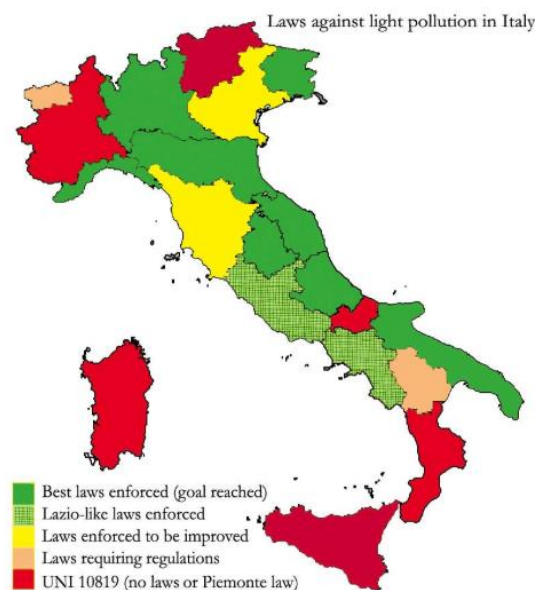 Laws against light pollution in Italy
Best laws enforced (goal reached)
Lazio-like laws enforced
Laws enforced to be improved
Laws requiring regulations
UNI 10819 (no laws or Piemonte law)